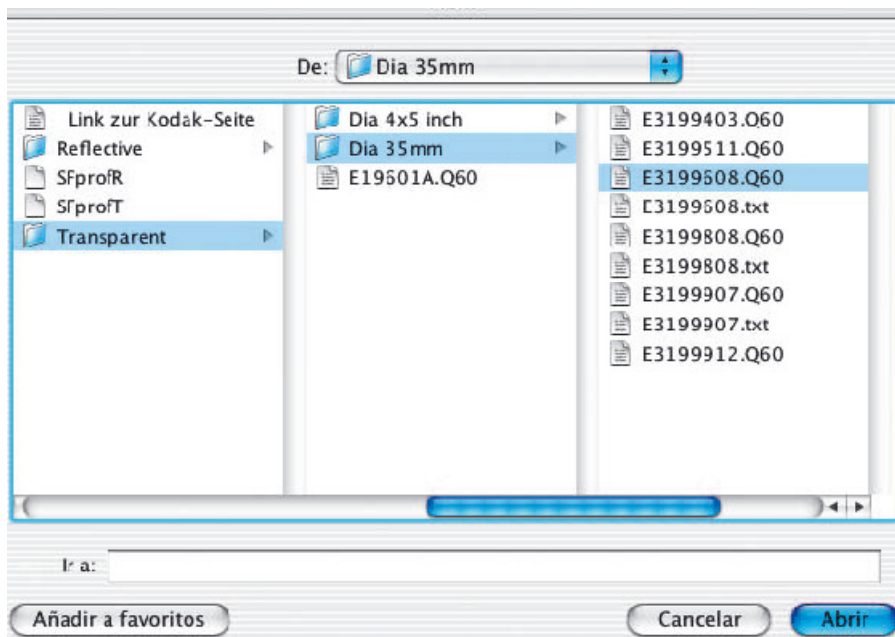 De: Dia 35mm
Link zur Kodak-Seite
Reflective
SFprofR
SFprofT
Transparent
Dia 4x5 inch
Dia 35mm
E19601A.Q60
E3199403.Q60
E3199511.Q60
E3199608.Q60
E3199608.txt
E3199808.Q60
E3199808.txt
E3199907.Q60
E3199907.txt
E3199912.Q60
Ir a:
Añadir a favoritos
Cancelar
Abrir